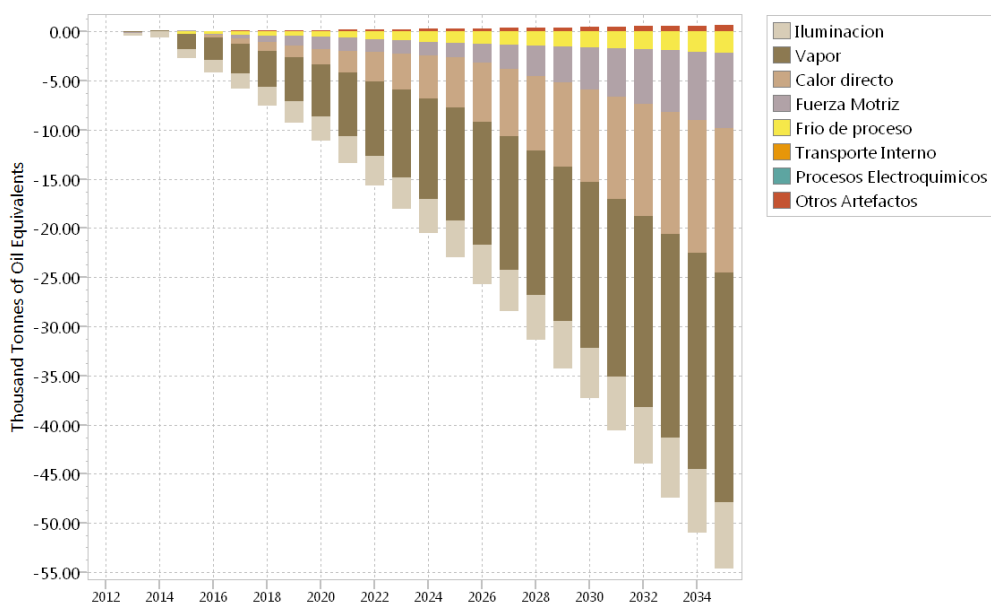 Thousand Tonnes of Oil Equivalents
0.00
-5.00
-10.00
-15.00
-20.00
-25.00
-30.00
-35.00
-40.00
-45.00
-50.00
-55.00
2012 2014 2016 2018 2020 2022 2024 2026 2028 2030 2032 2034
Iluminacion
Vapor
Calor directo
Fuerza Motriz
Frio de proceso
Transporte Interno
Procesos Electroquimicos
Otros Artefactos